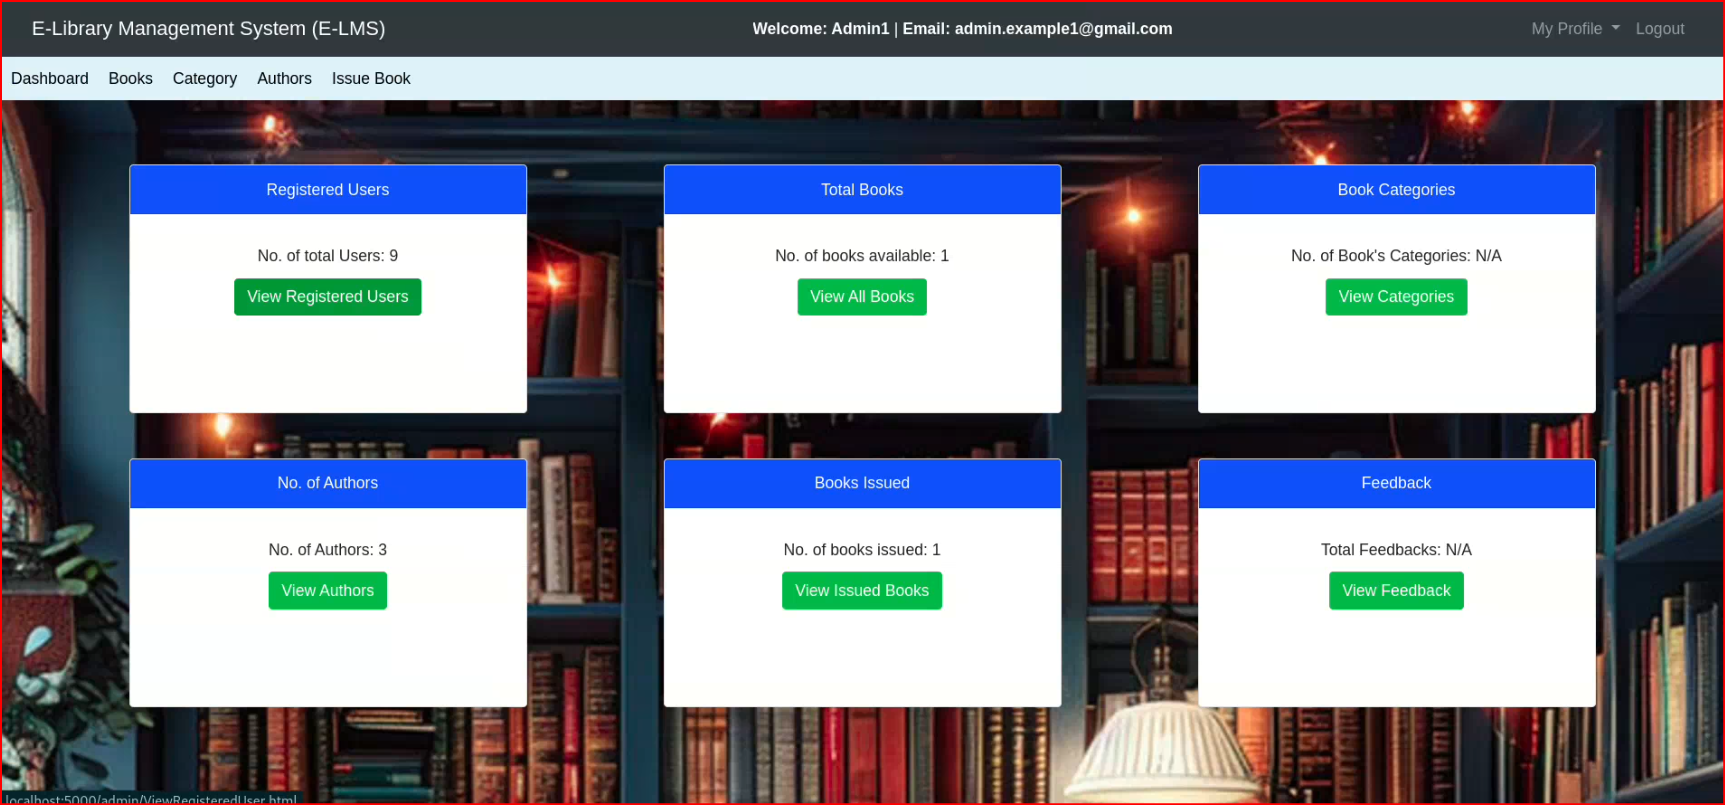 E-Library Management System (E-LMS)
Welcome: Admin1 | Email: admin.example1@gmail.com
My Profile
Logout
Dashboard Books Category Authors Issue Book
Registered Users
No. of total Users: 9
View Registered Users
Total Books
No. of books available: 1
View All Books
Book Categories
No. of Book's Categories: N/A
View Categories
No. of Authors
No. of Authors: 3
View Authors
Books Issued
No. of books issued: 1
View Issued Books
Feedback
Total Feedbacks: N/A
View Feedback
localhost:5000/admin/ViewRegisteredUser.html